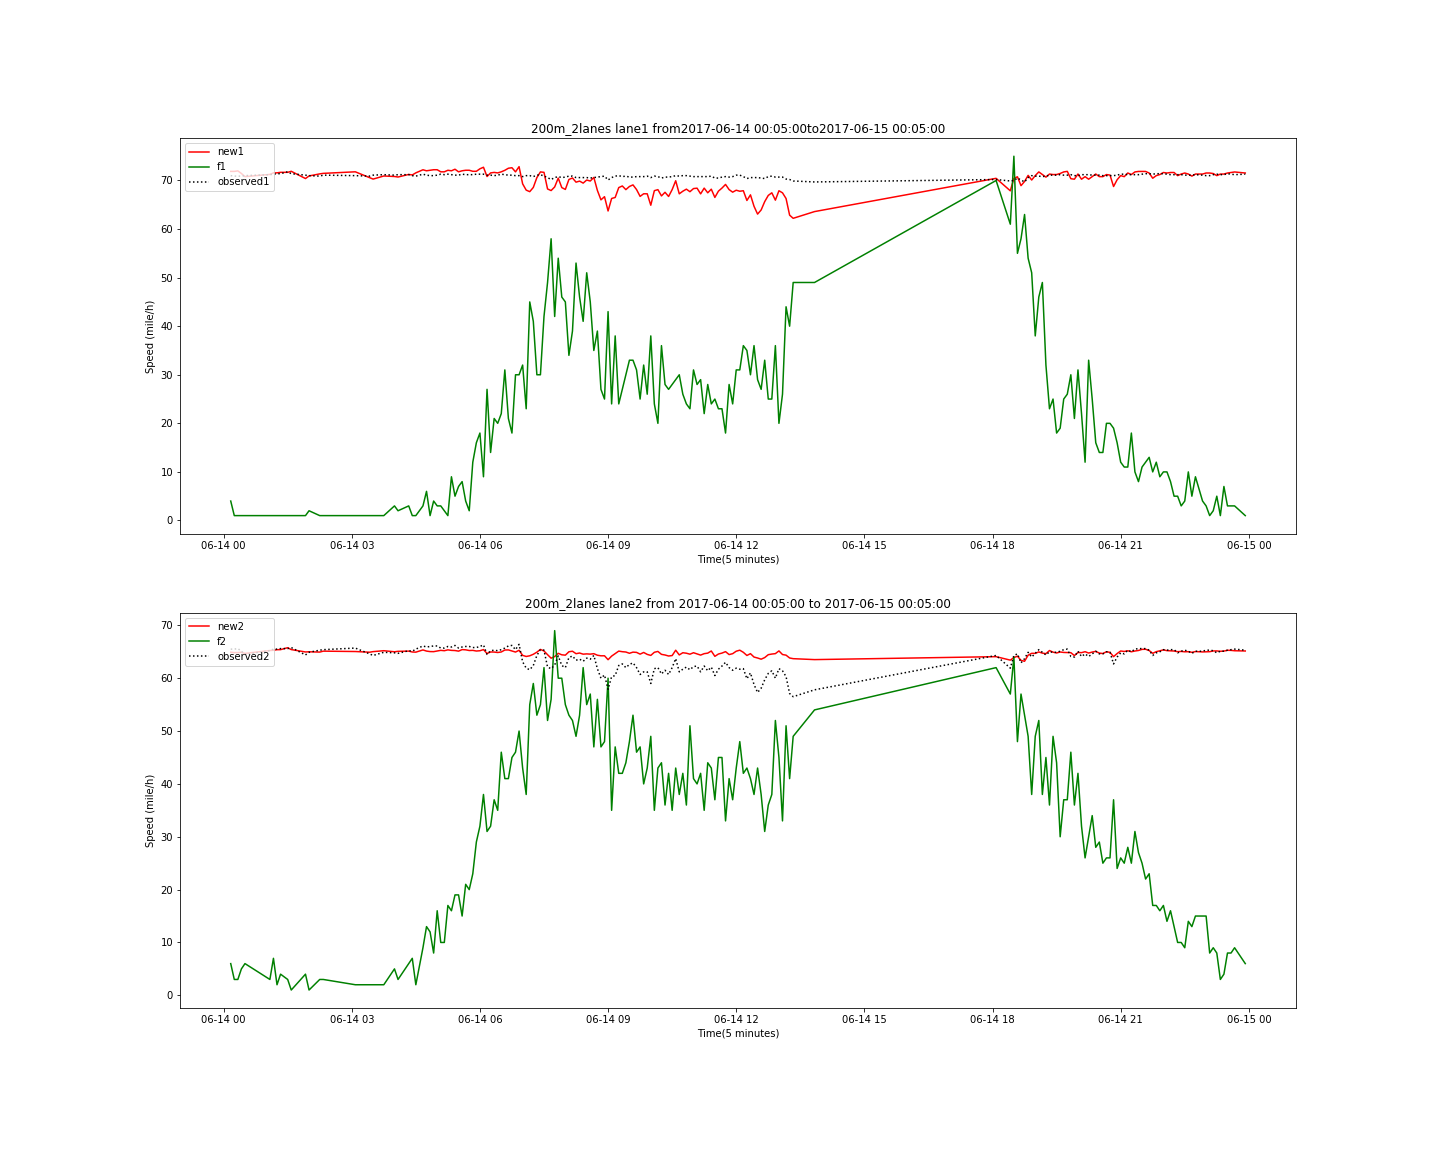 200m_2lanes lane1 from2017-06-14 00:05:00to2017-06-15 00:05:00
new1
f1
observed1
70
60
50
40
30
20
10
0
Speed (mile/h)
06-14 00 06-14 03 06-14 06 06-14 09 06-14 12 06-14 15 06-14 18 06-14 21 06-15 00
Time(5 minutes)
200m_2lanes lane2 from 2017-06-14 00:05:00 to 2017-06-15 00:05:00
new2
f2
observed2
70
60
50
40
30
20
10
0
Speed (mile/h)
06-14 00 06-14 03 06-14 06 06-14 09 06-14 12 06-14 15 06-14 18 06-14 21 06-15 00
Time(5 minutes)